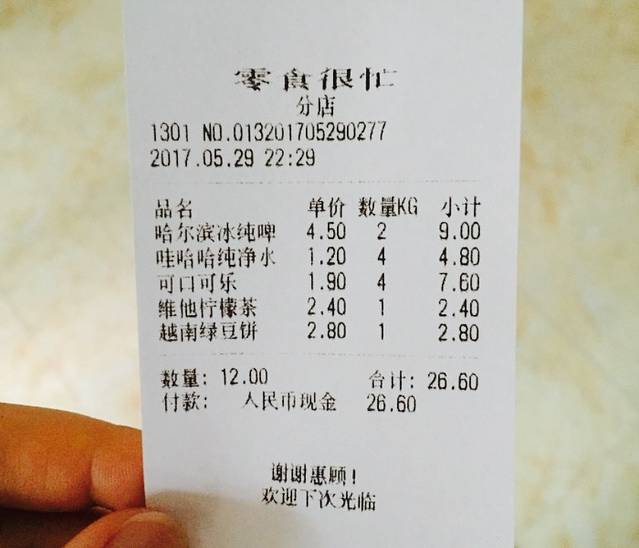 零食很忙
分店
1301 NO.013201705290277
2017.05.29 22:29
品名 单价 数量KG 小计
哈尔滨冰纯啤 4.50 2 9.00
哇哈哈纯净水 1.20 4 4.80
可口可乐 1.90 4 7.60
维他柠檬茶 2.40 1 2.40
越南绿豆饼 2.80 1 2.80
数量: 12.00 合计: 26.60
付款: 人民币现金 26.60
谢谢惠顾!
欢迎下次光临